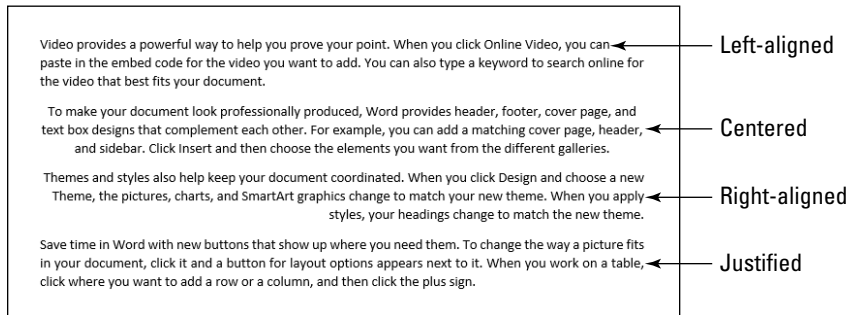 Video provides a powerful way to help you prove your point. When you click Online Video, you can
Left-aligned
paste in the embed code for the video you want to add. You can also type a keyword to search online for
the video that best fits your document.
To make your document look professionally produced, Word provides header, footer, cover page, and
text box designs that complement each other. For example, you can add a matching cover page, header,
Centered
and sidebar. Click Insert and then choose the elements you want from the different galleries.
Themes and styles also help keep your document coordinated. When you click Design and choose a new
Theme, the pictures, charts, and SmartArt graphics change to match your new theme. When you apply
Right-aligned
styles, your headings change to match the new theme.
Save time in Word with new buttons that show up where you need them. To change the way a picture fits
in your document, click it and a button for layout options appears next to it. When you work on a table,
Justified
click where you want to add a row or a column, and then click the plus sign.